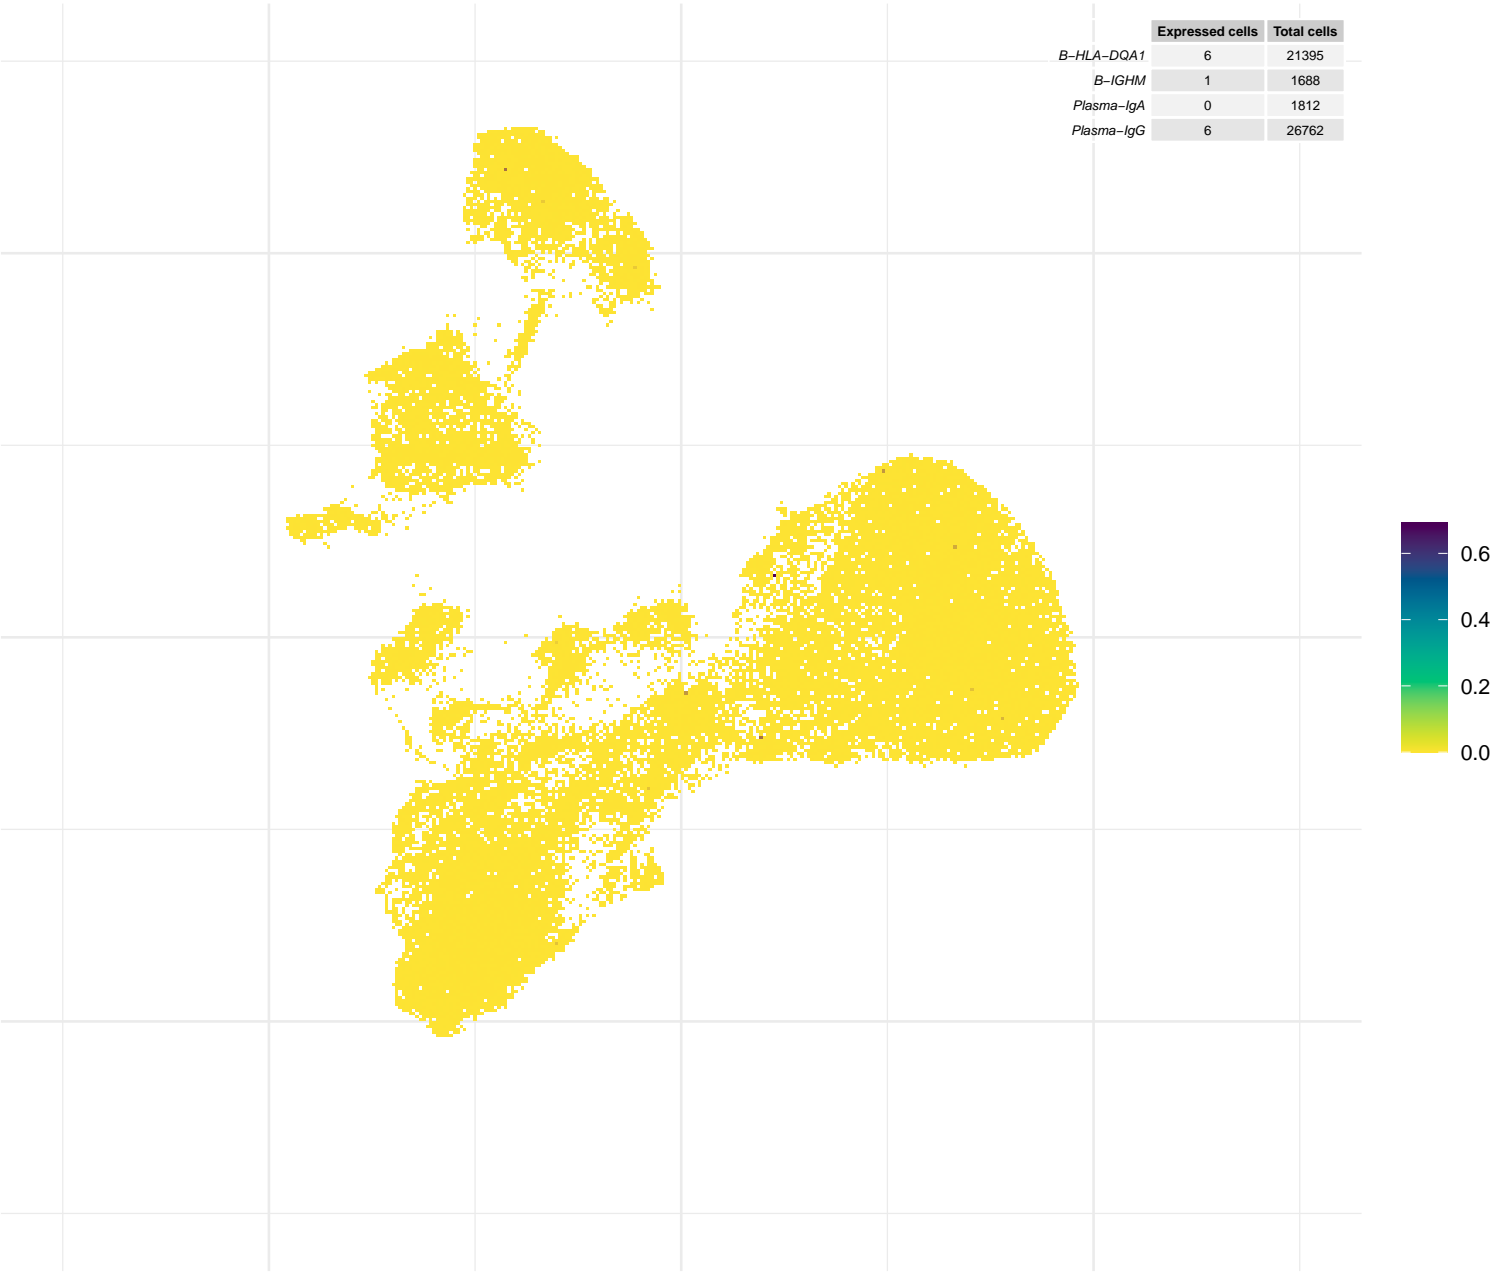 Expressed cells Total cells
B−HLA−DQA1 6 21395
B−IGHM 1 1688
Plasma−IgA 0 1812
Plasma−IgG 6 26762
0.6
0.4
0.2
0.0